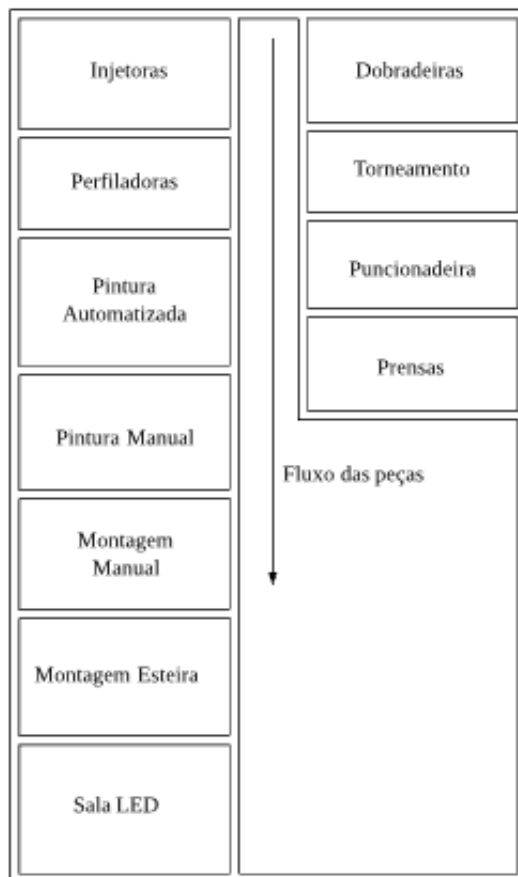 Injetoras
Perfiladoras
Pintura
Automatizada
Pintura Manual
Montagem
Manual
Montagem Esteira
Sala LED
Fluxo das peças
Dobradeiras
Torneamento
Puncionadeira
Prensas